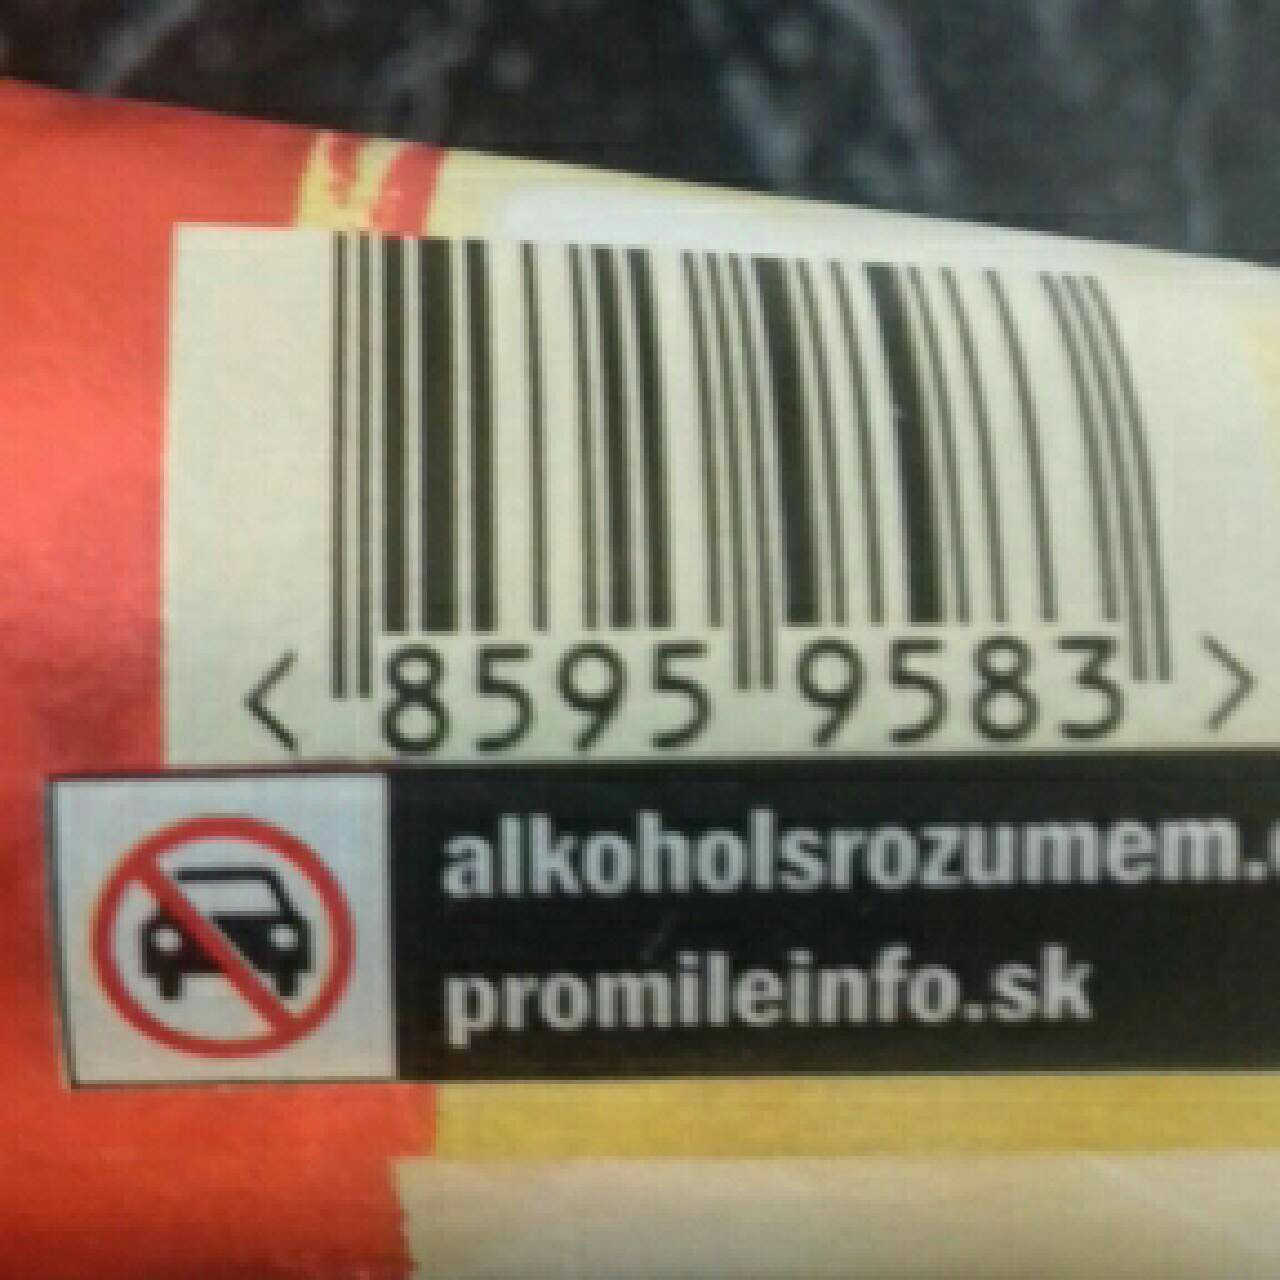 <8595 9583>
alkoholsrozumem.
promileinfo.sk